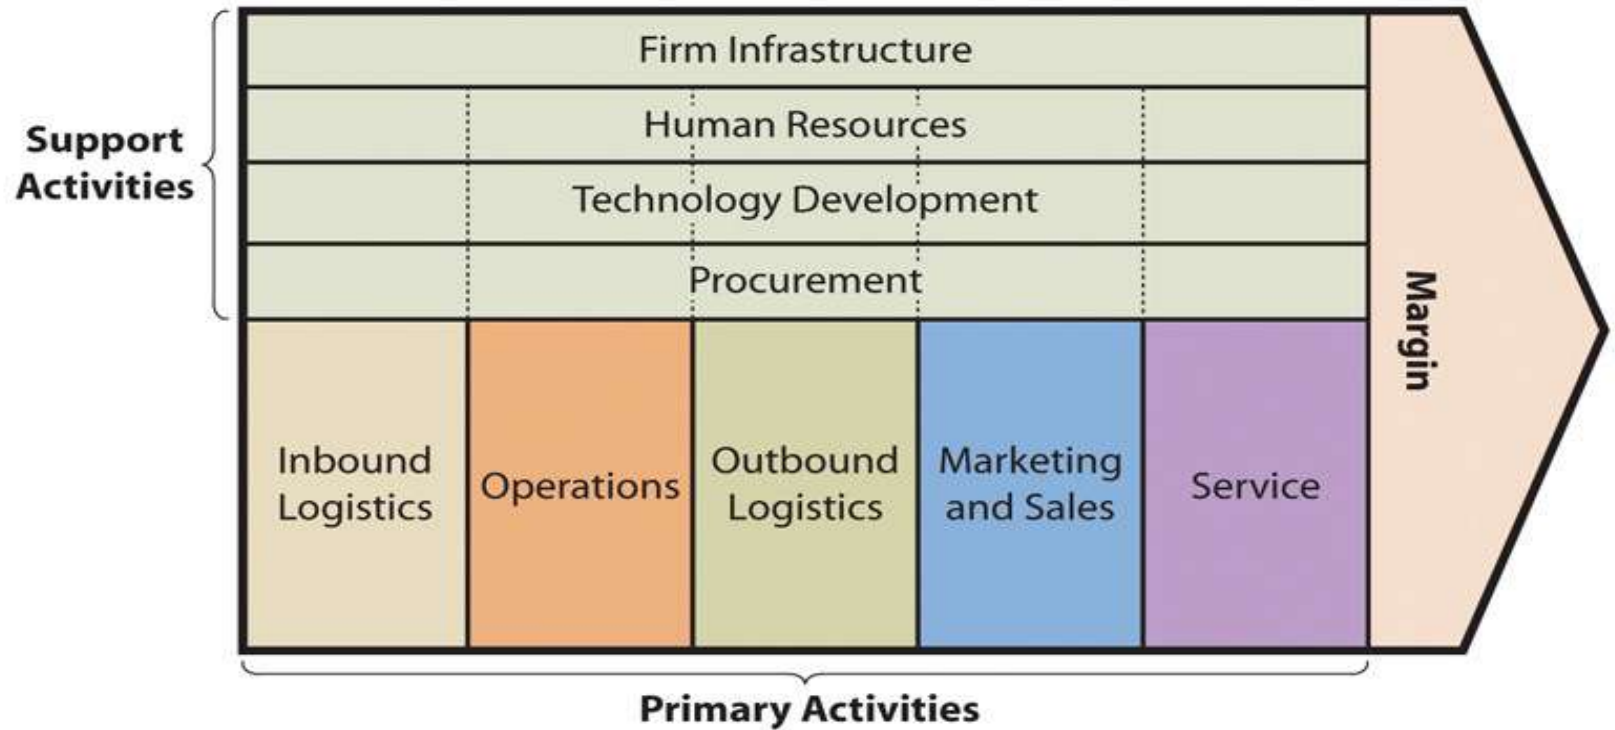 Support
Activities
Firm Infrastructure
Human Resources
Technology Development
Procurement
Inbound
Logistics
Operations
Outbound
Logistics
Marketing
and Sales
Service
Margin
Primary Activities